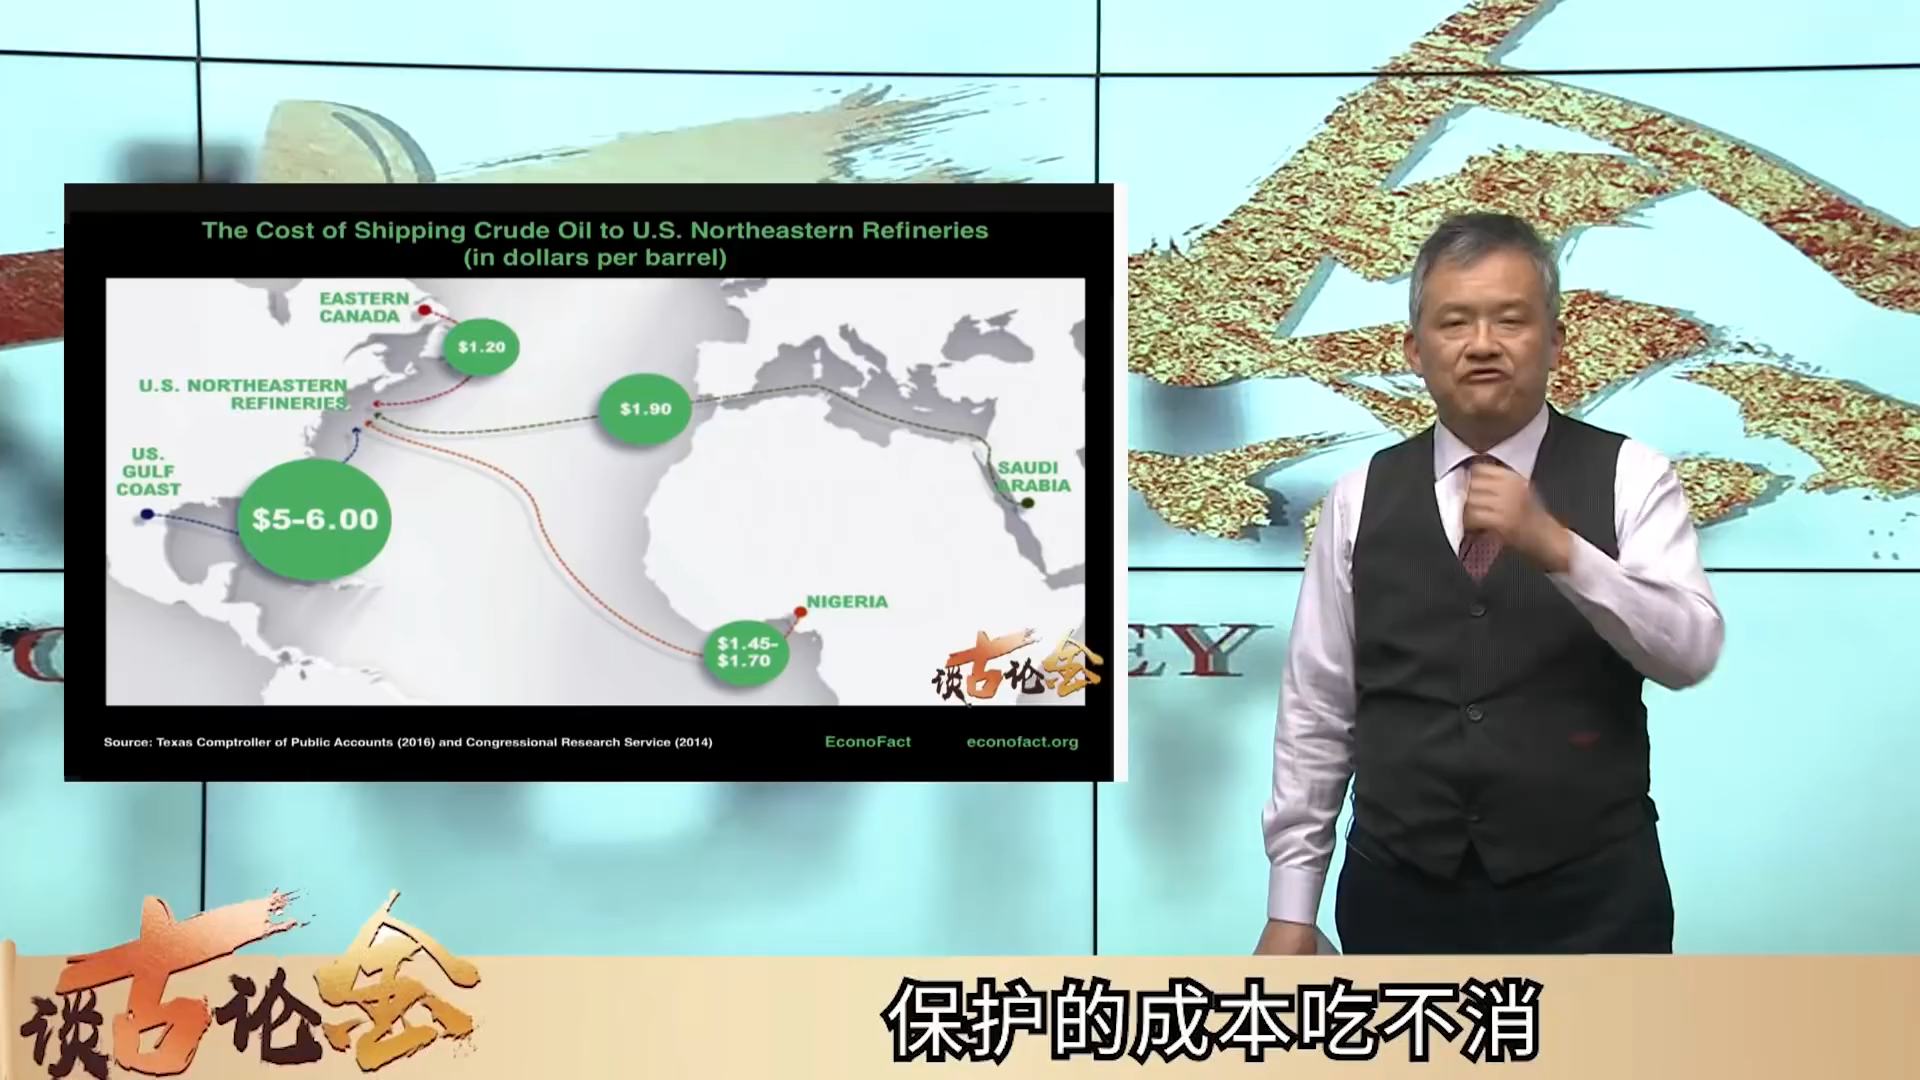 The Cost of Shipping Crude Oil to U.S. Northeastern Refineries
(in dollars per barrel)
EASTERN
CANADA
$1.20
U.S. NORTHEASTERN
REFINERIES
$1.90
US.
GULF
COAST
$5-6.00
SAUDI
ARABIA
NIGERIA
$1.45-
$1.70
谈古论金
Source: Texas Comptroller of Public Accounts (2016) and Congressional Research Service (2014)
EconoFact
econofact.org
EY
谈古论金
保护的成本吃不消